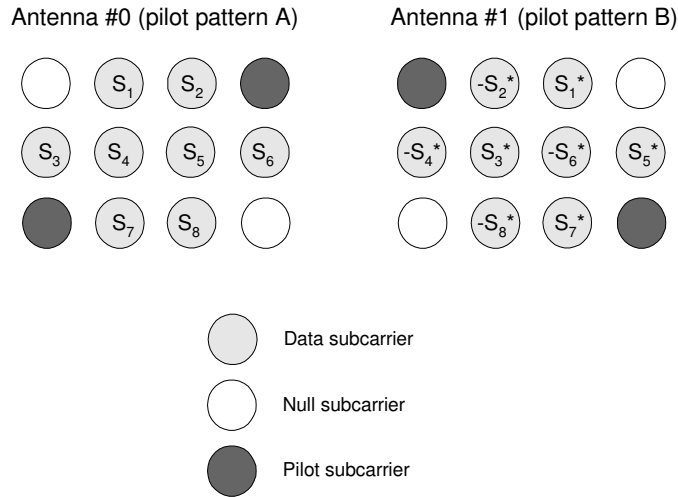 Antenna #0 (pilot pattern A) Antenna #1 (pilot pattern B)
S₁ S₂ -S₂* S₁*
S₃ S₄ S₅ S₆ -S₄* S₃* -S₆* S₅*
S₇ S₈ -S₈* S₇*
Data subcarrier
Null subcarrier
Pilot subcarrier